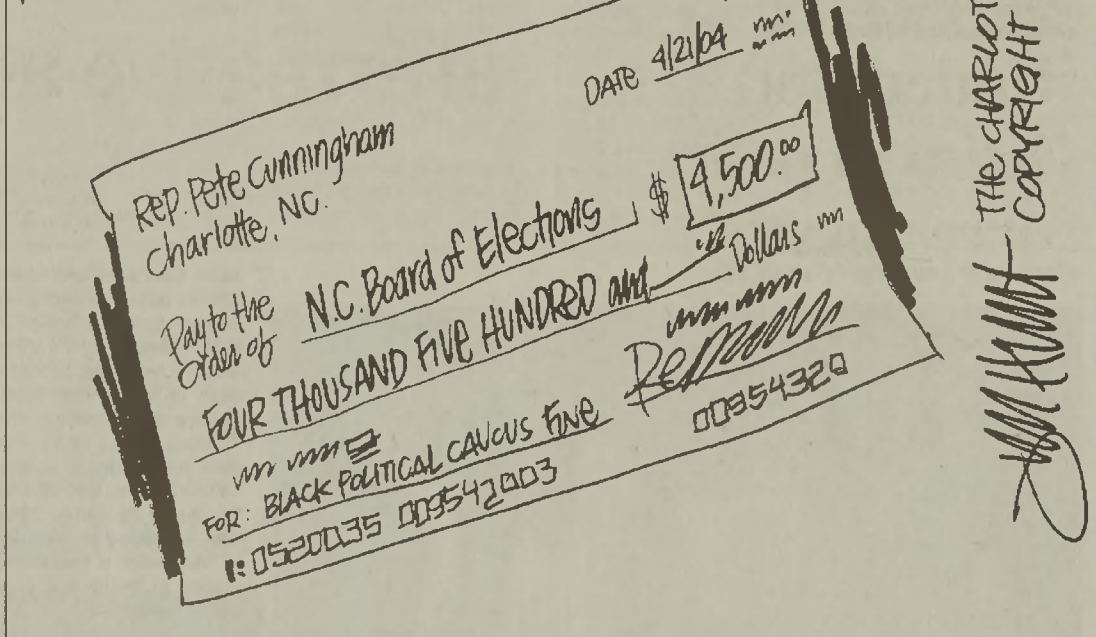 DATE 4/21/04
Rep. Pete Cunningham
Charlotte, NC.
Pay to the order of N.C. Board of Elections $ 4,500.00
FOUR THOUSAND FIVE HUNDRED and Dollars
FOR: BLACK POLITICAL CAUCUS FINE
0520035 009542003
00954320
THE CHARLOT
COPYRIGHT